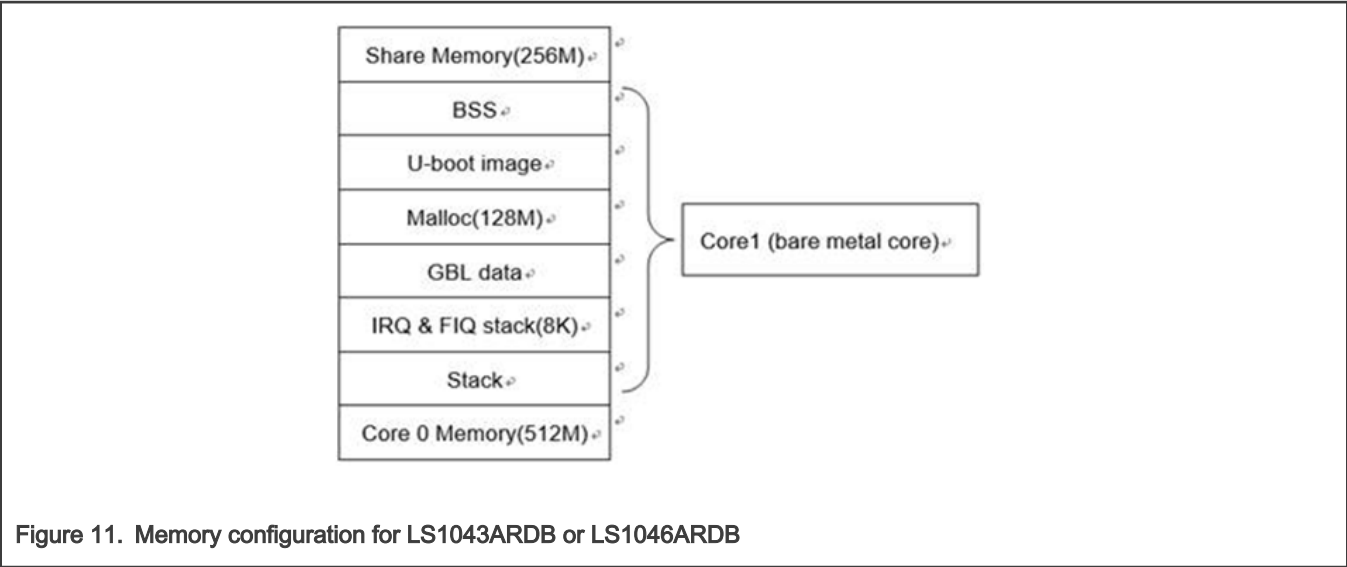 Share Memory(256M)
BSS
U-boot image
Malloc(128M)
GBL data
IRQ & FIQ stack(8K)
Stack
Core 0 Memory(512M)
Core1 (bare metal core)
Figure 11. Memory configuration for LS1043ARDB or LS1046ARDB